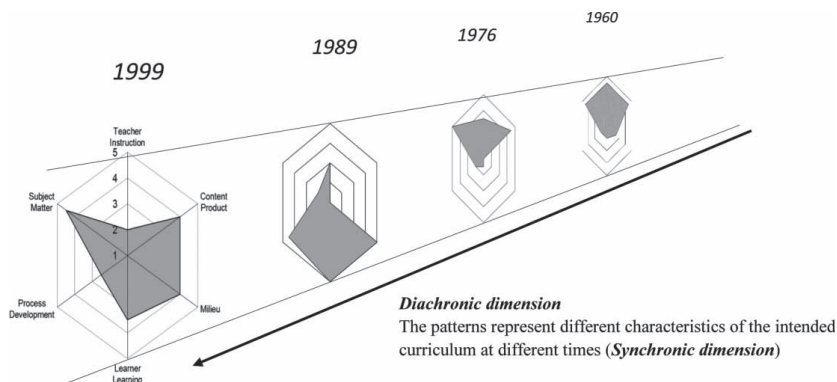 1960
1976
1989
1999
Teacher
Instruction
5
4
3
2
1
Subject
Matter
Content
Product
Process
Development
Milieu
Learner
Learning
Diachronic dimension
The patterns represent different characteristics of the intended
curriculum at different times (Synchronic dimension)